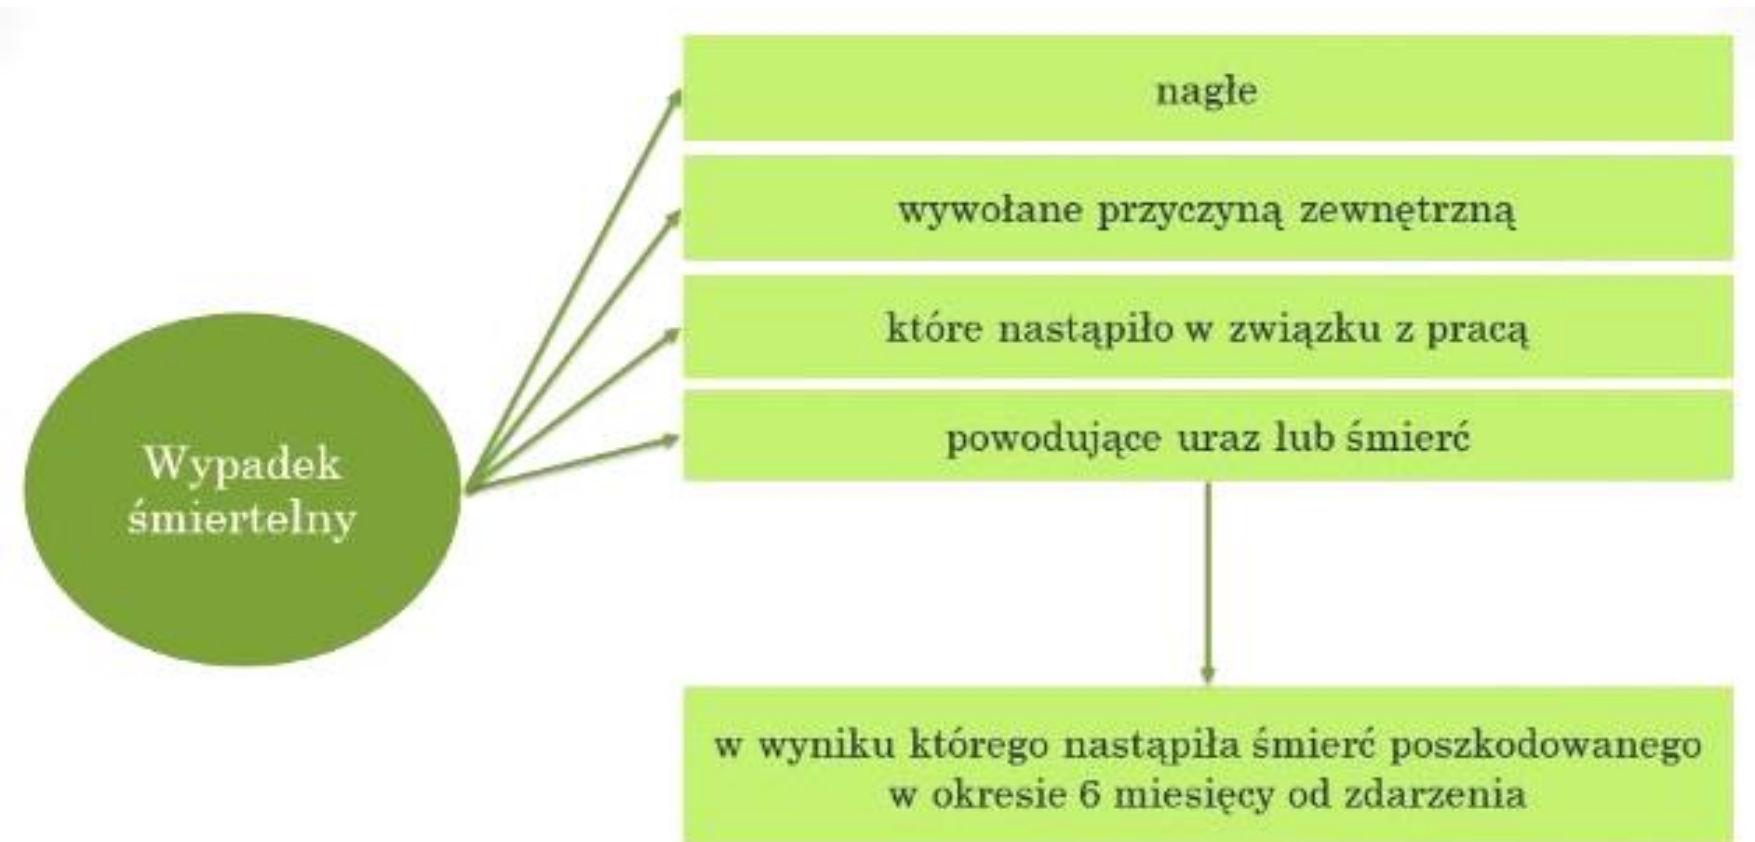 nagłe
wywołane przyczyną zewnętrzną
które nastąpiło w związku z pracą
powodujące uraz lub śmierć
Wypadek
śmiertelny
w wyniku którego nastąpiła śmierć poszkodowanego
w okresie 6 miesięcy od zdarzenia